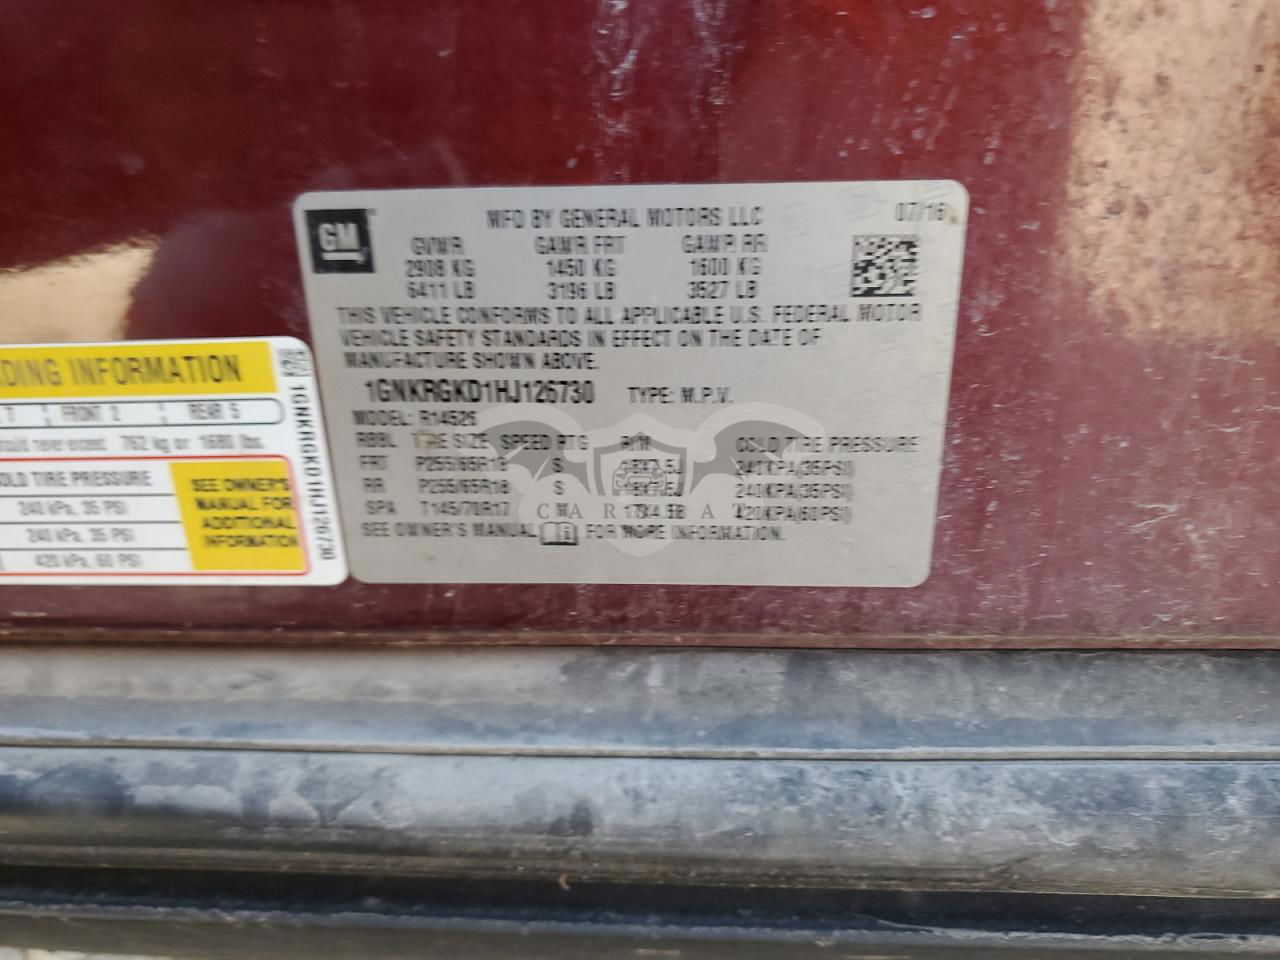 GM
MFD BY GENERAL MOTORS LLC
07/16
GVWR GAWR FRT GAWR RR
2908 KG 1450 KG 1600 KG
6411 LB 3196 LB 3527 LB
THIS VEHICLE CONFORMS TO ALL APPLICABLE U.S. FEDERAL MOTOR
VEHICLE SAFETY STANDARDS IN EFFECT ON THE DATE OF
MANUFACTURE SHOWN ABOVE.
1GNKRGKD1HJ126730 TYPE: M.P.V.
MODEL: R14526
TIRE SIZE SPEED RTG RIM COLD TIRE PRESSURE
FRT P255/65R18 S 240KPA(35PSI)
RR P255/65R18 S 240KPA(35PSI)
SPA T145/70R17 M 420KPA(60PSI)
SEE OWNER'S MANUAL FOR MORE INFORMATION.
DING INFORMATION
7 FRONT 2 REAR 5
ould never exceed 762 kg or 1680 lbs.
OLD TIRE PRESSURE
240 kPa, 35 PSI
240 kPa, 35 PSI
420 kPa, 60 PSI
SEE OWNER'S
MANUAL FOR
ADDITIONAL
INFORMATION
1GNKRGKD1HJ126730